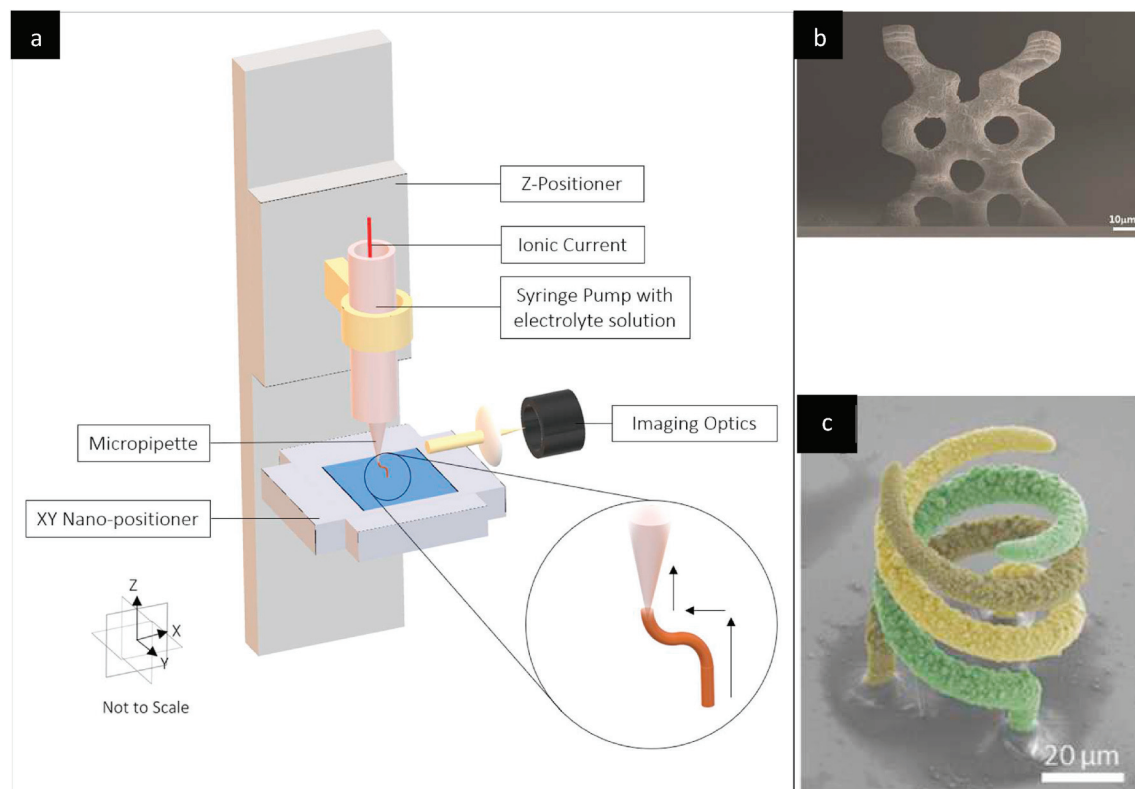 a
Z-Positioner
Ionic Current
Syringe Pump with
electrolyte solution
Micropipette
Imaging Optics
XY Nano-positioner
Z
X
Y
Not to Scale
b
10μm
c
20 μm